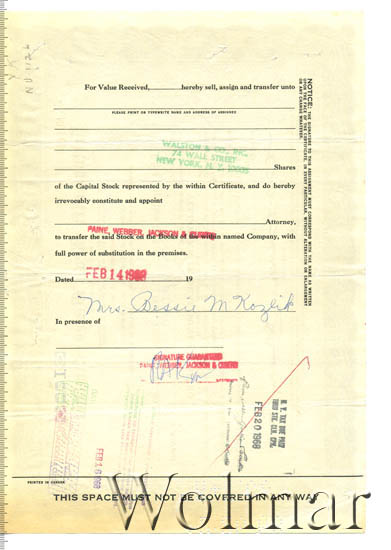 For Value Received, hereby sell, assign and transfer unto
PLEASE PRINT OR TYPEWRITE NAME AND ADDRESS OF ASSIGNEE
WALSTON & CO., INC.
74 WALL STREET
NEW YORK, N. Y. 10005
Shares
of the Capital Stock represented by the within Certificate, and do hereby
irrevocably constitute and appoint
Attorney,
PAINE, WEBBER, JACKSON & CURTIS
to transfer the said Stock on the Books of the within named Company, with
full power of substitution in the premises.
Dated FEB 14 1968 19
Mrs. Bessie M Kozlik
In presence of
SIGNATURE GUARANTEED
PAINE, WEBBER, JACKSON & CURTIS
NOTICE: THE SIGNATURE TO THIS ASSIGNMENT MUST CORRESPOND WITH THE NAME AS WRITTEN
UPON THE FACE OF THE CERTIFICATE, IN EVERY PARTICULAR, WITHOUT ALTERATION OR ENLARGEMENT
OR ANY CHANGE WHATEVER.
N. Y. TAX DUE PAID
THRU STK. CLR. CPN.
FEB 20 1968
FEB 16 1968
PRINTED IN CANADA
THIS SPACE MUST NOT BE COVERED IN ANY WAY
Wolmar